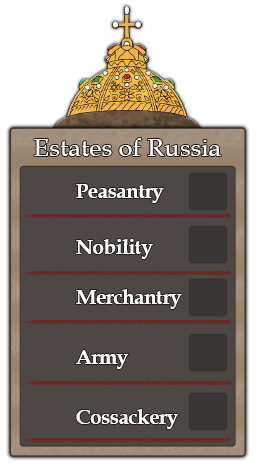 Estates of Russia
Peasantry
Nobility
Merchantry
Army
Cossackery